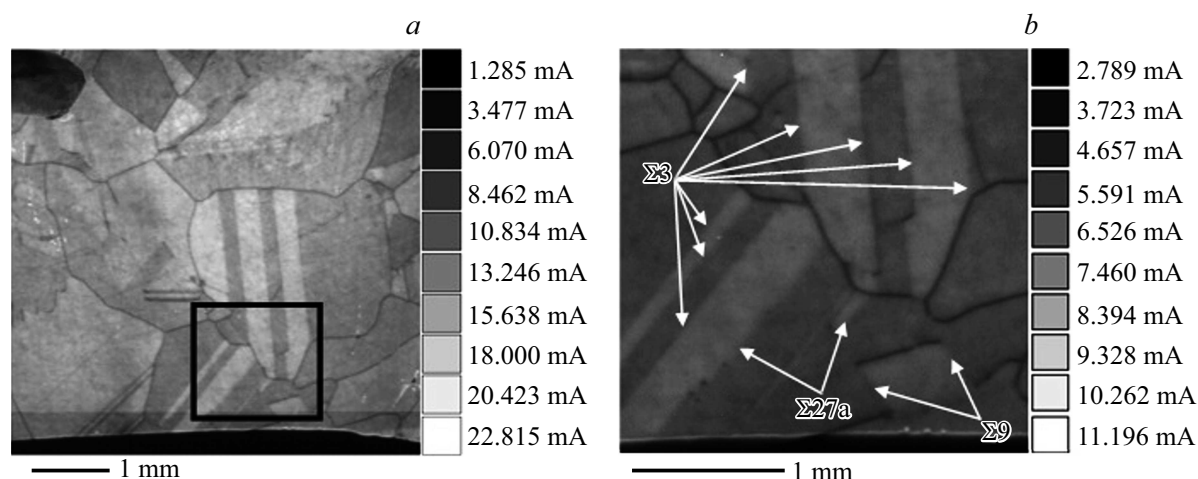 a
1.285 mA
3.477 mA
6.070 mA
8.462 mA
10.834 mA
13.246 mA
15.638 mA
18.000 mA
20.423 mA
22.815 mA
1 mm
b
2.789 mA
3.723 mA
4.657 mA
5.591 mA
6.526 mA
7.460 mA
8.394 mA
9.328 mA
10.262 mA
11.196 mA
Σ3
Σ27a
Σ9
1 mm